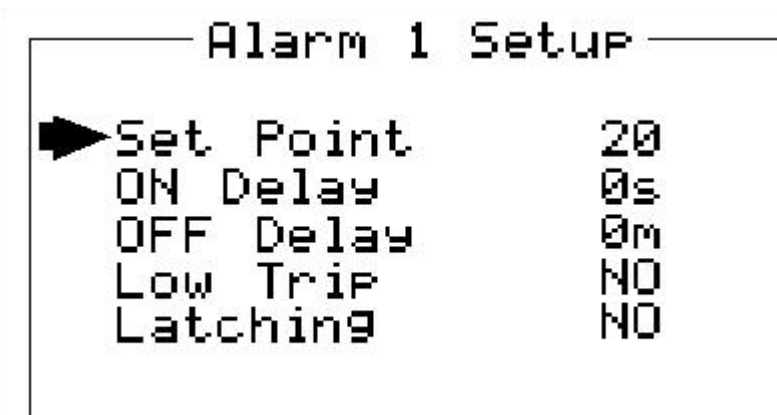 Alarm 1 Setup
Set Point 20
ON Delay 0s
OFF Delay 0m
Low Trip NO
Latching NO